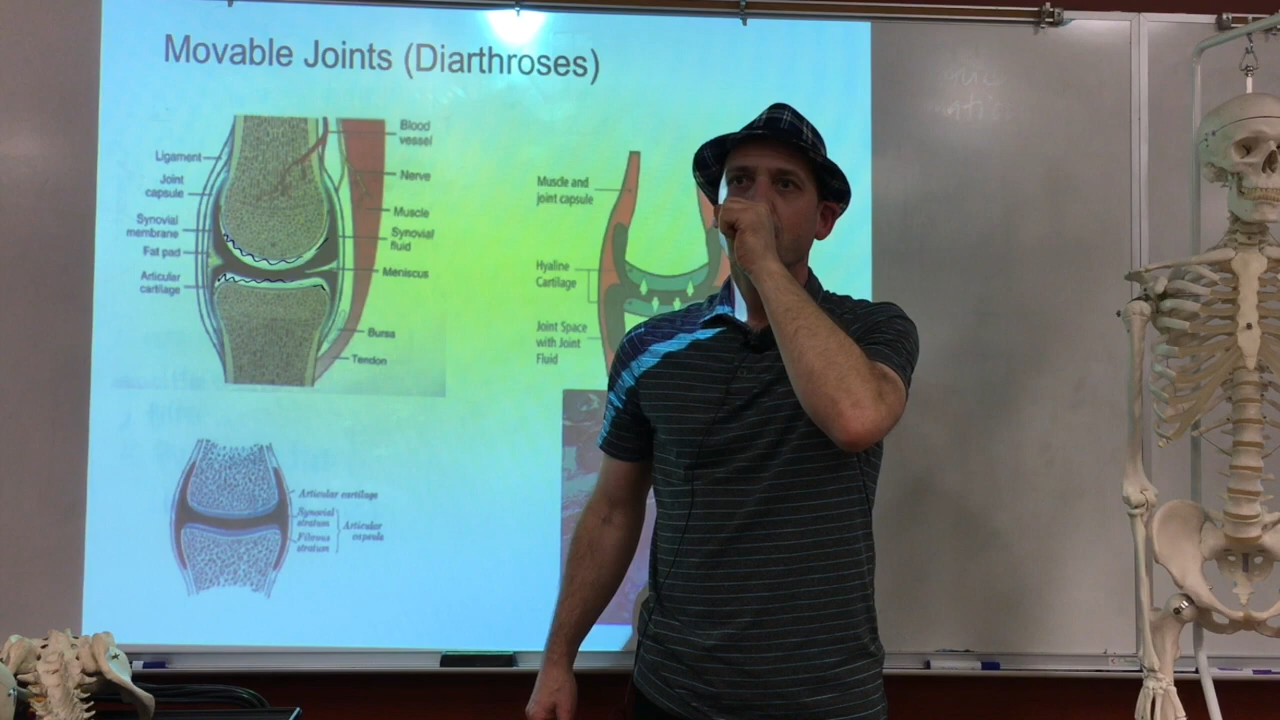 Movable Joints (Diarthroses)
Blood
vessel
Ligament
Joint
capsule
Nerve
Muscle
Synovial
membrane
Synovial
fluid
Fat pad
Meniscus
Articular
cartilage
Bursa
Tendon
Muscle and
joint capsule
Hyaline
Cartilage
Joint Space
with Joint
Fluid
Articular cartilage
Synovial
stratum
Fibrous
stratum
Articular
capsule